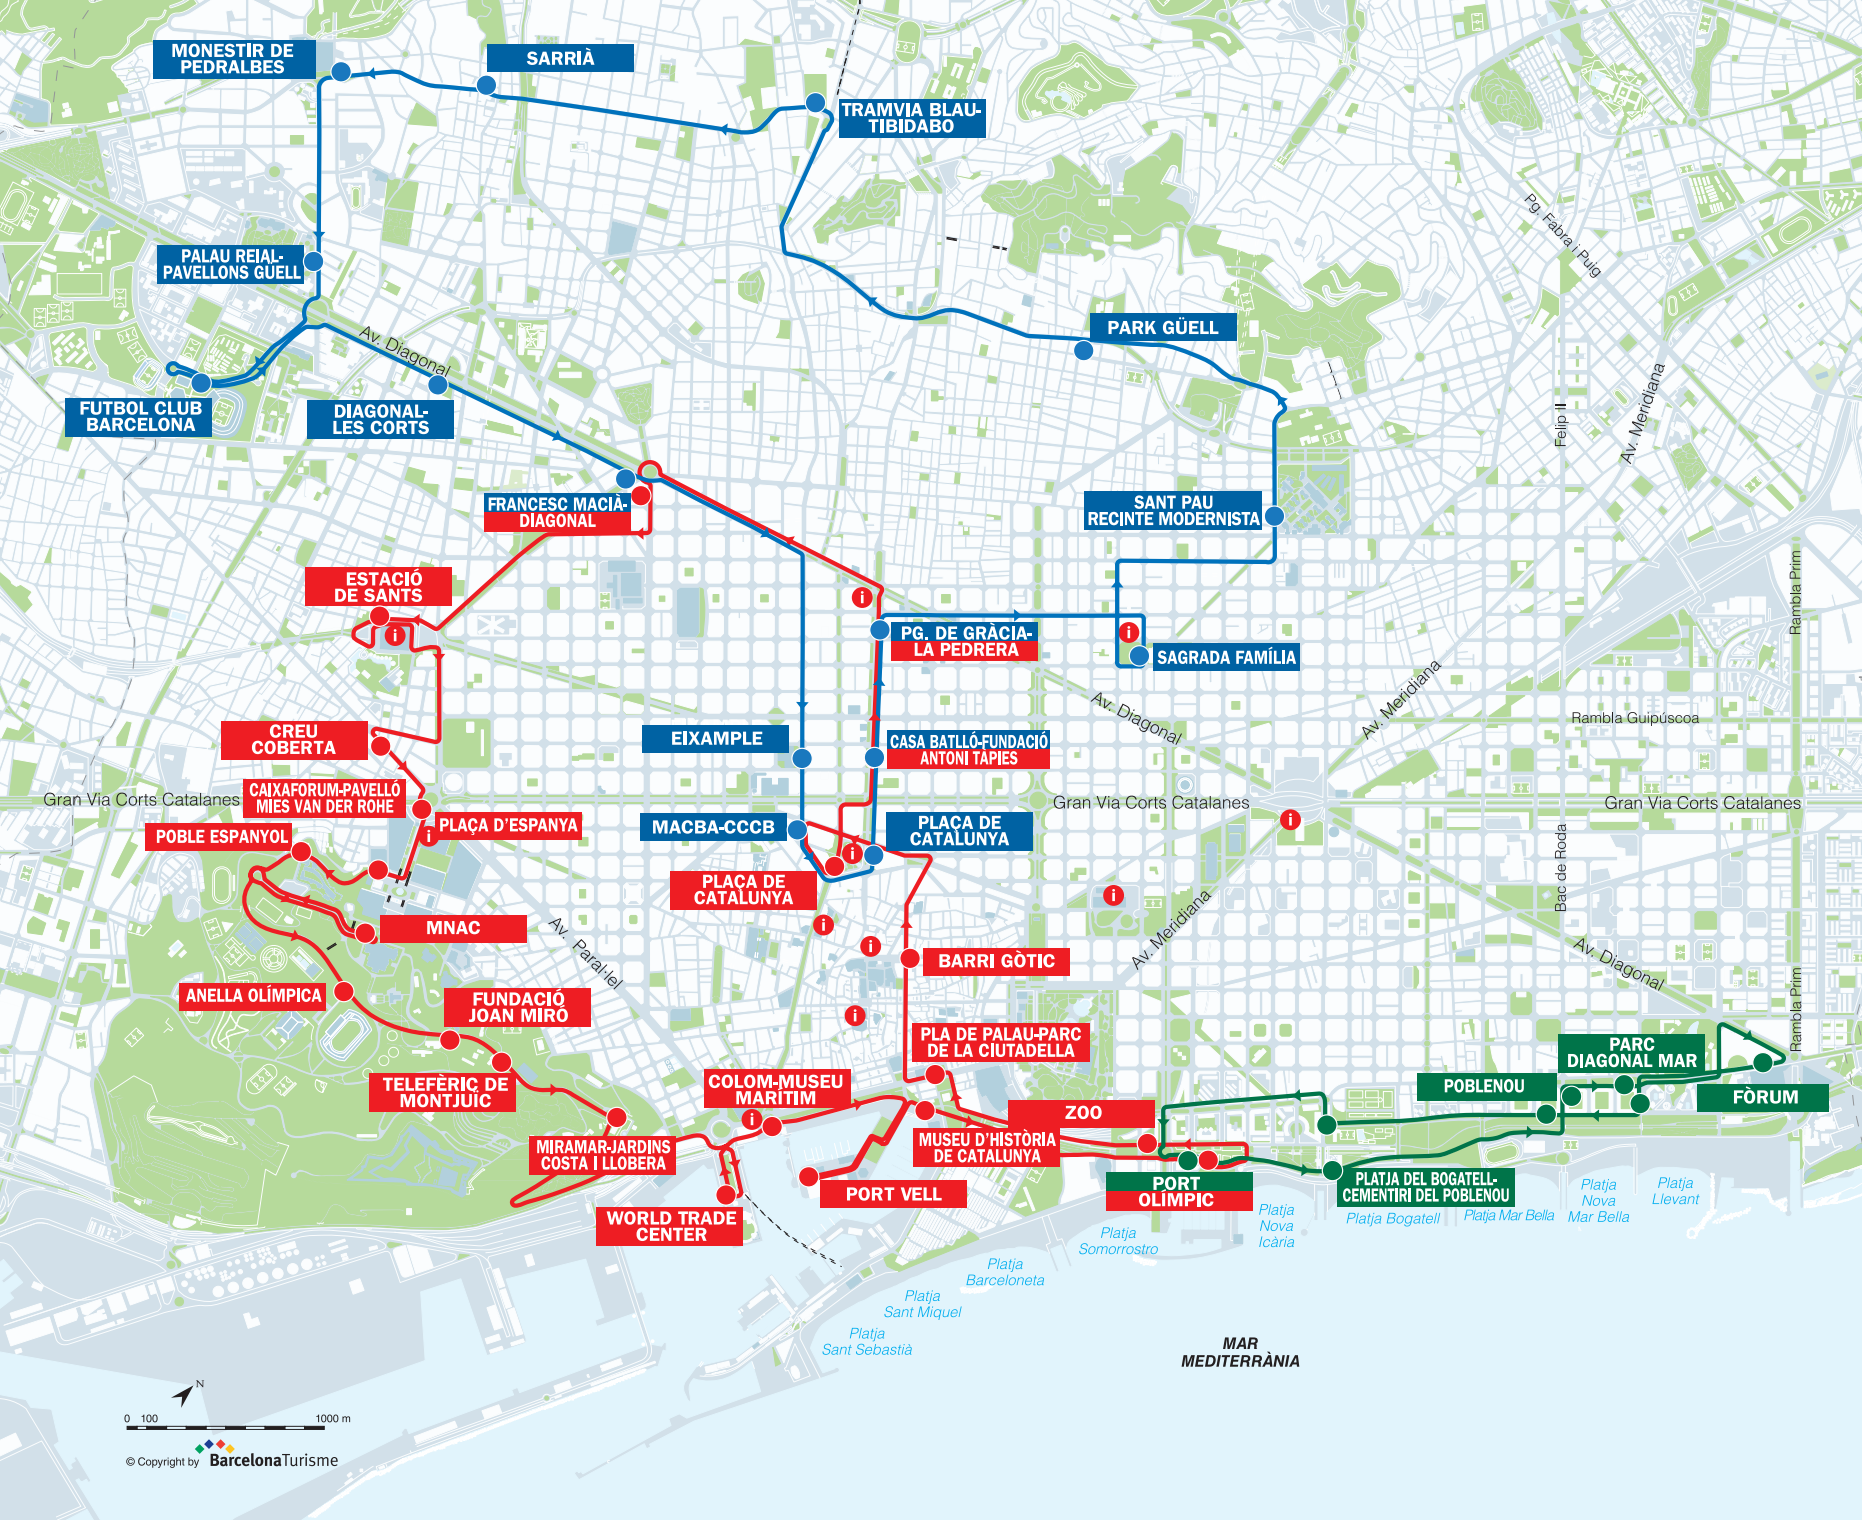 MONESTIR DE
PEDRALBES
SARRIÀ
TRAMVIA BLAU-
TIBIDABO
PALAU REIAL-
PAVELLONS GÜELL
Pg. Fabra i Puig
PARK GÜELL
Av. Diagonal
FUTBOL CLUB
BARCELONA
DIAGONAL-
LES CORTS
Felip II
Av. Meridiana
FRANCESC MACIÀ-
DIAGONAL
SANT PAU
RECINTE MODERNISTA
ESTACIÓ
DE SANTS
i
i
Rambla Prim
PG. DE GRÀCIA-
LA PEDRERA
i
SAGRADA FAMÍLIA
Av. Diagonal
Av. Meridiana
Rambla Guipúscoa
CREU
COBERTA
EIXAMPLE
CASA BATLLÓ-FUNDACIÓ
ANTONI TÀPIES
Gran Via Corts Catalanes
CAIXAFORUM-PAVELLÓ
MIES VAN DER ROHE
Gran Via Corts Catalanes
Gran Via Corts Catalanes
POBLE ESPANYOL
i
PLAÇA D'ESPANYA
MACBA-CCCB
PLAÇA DE
CATALUNYA
i
i
PLAÇA DE
CATALUNYA
i
Bac de Roda
MNAC
Av. Paral·lel
i
i
BARRI GÒTIC
Av. Meridiana
Av. Diagonal
ANELLA OLÍMPICA
FUNDACIÓ
JOAN MIRÓ
i
Rambla Prim
PLA DE PALAU-PARC
DE LA CIUTADELLA
PARC
DIAGONAL MAR
TELEFÈRIC DE
MONTJUÏC
COLOM-MUSEU
MARÍTIM
i
POBLENOU
FÒRUM
ZOO
MIRAMAR-JARDINS
COSTA I LLOBERA
MUSEU D'HISTÒRIA
DE CATALUNYA
PORT VELL
PORT
OLÍMPIC
PLATJA DEL BOGATELL-
CEMENTIRI DEL POBLENOU
WORLD TRADE
CENTER
Platja
Nova
Icària
Platja Bogatell
Platja Mar Bella
Platja
Nova
Mar Bella
Platja
Llevant
Platja
Somorrostro
Platja
Barceloneta
Platja
Sant Miquel
Platja
Sant Sebastià
MAR
MEDITERRÀNIA
N
0 100 1000 m
© Copyright by BarcelonaTurisme